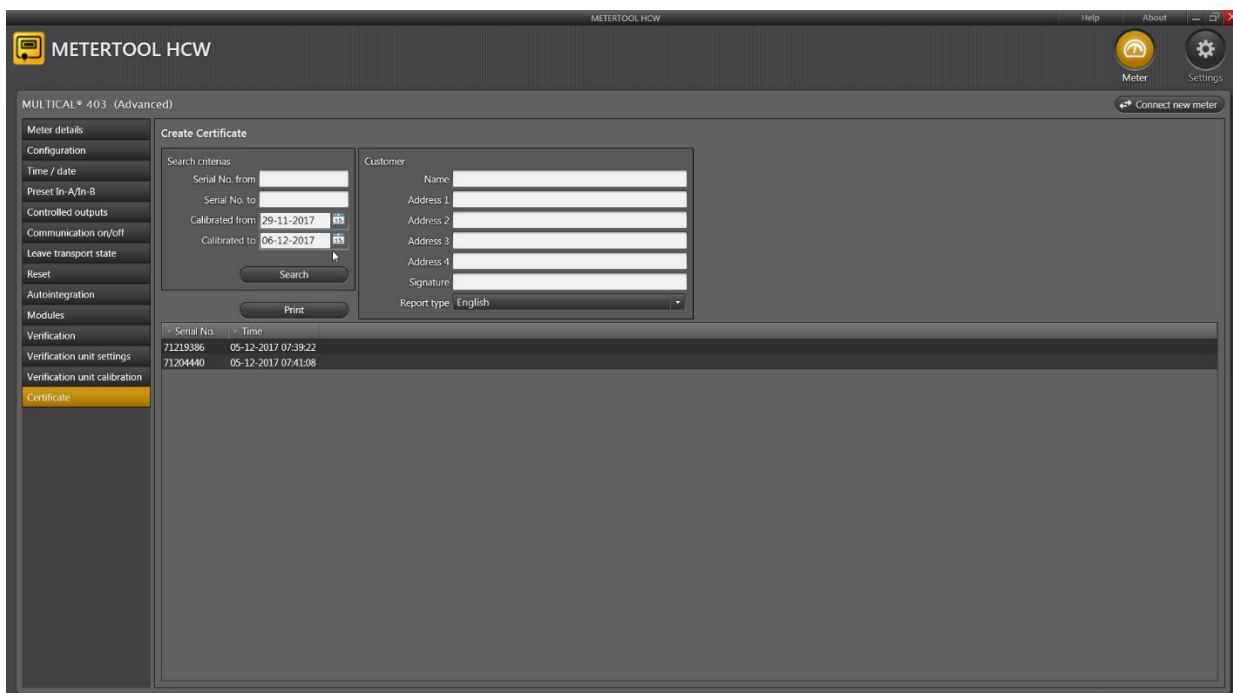 METERTOOL HCW
Help
About
METERTOOL HCW
Meter
Settings
MULTICAL® 403 (Advanced)
Connect new meter
Meter details
Configuration
Time / date
Preset In-A/In-B
Controlled outputs
Communication on/off
Leave transport state
Reset
Autointegration
Modules
Verification
Verification unit settings
Verification unit calibration
Certificate
Create Certificate
Search criterias
Serial No. from
Serial No. to
Calibrated from 29-11-2017 15
Calibrated to 06-12-2017 15
Search
Print
Customer
Name
Address 1
Address 2
Address 3
Address 4
Signature
Report type English
Serial No. Time
71219386 05-12-2017 07:39:22
71204440 05-12-2017 07:41:08